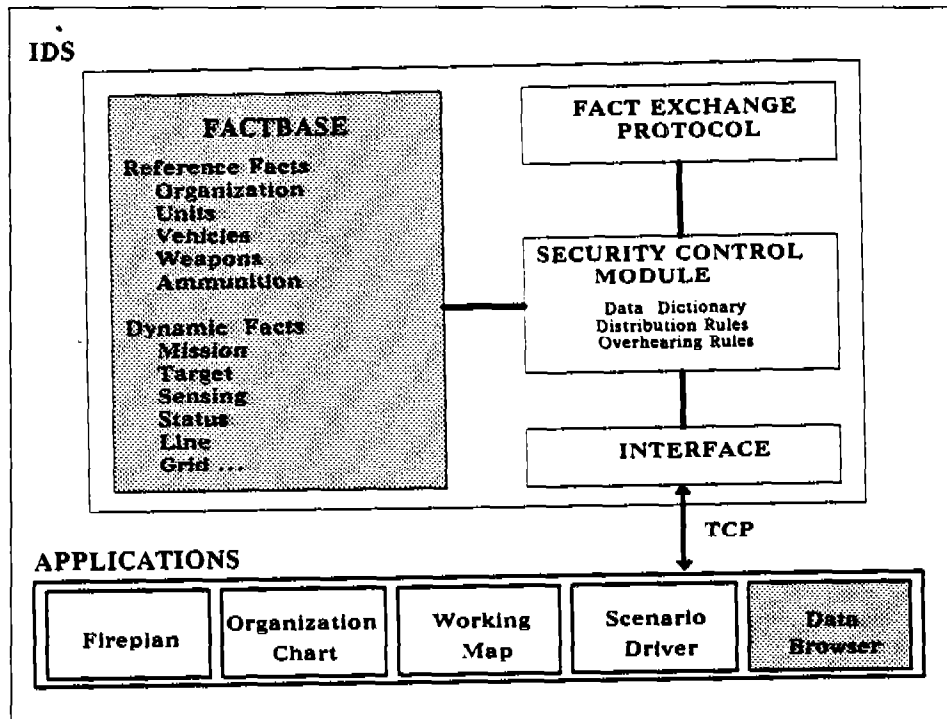 IDS
FACTBASE
Reference Facts
Organization
Units
Vehicles
Weapons
Ammunition
Dynamic Facts
Mission
Target
Sensing
Status
Line
Grid ...
FACT EXCHANGE
PROTOCOL
SECURITY CONTROL
MODULE
Data Dictionary
Distribution Rules
Overhearing Rules
INTERFACE
TCP
APPLICATIONS
Fireplan
Organization
Chart
Working
Map
Scenario
Driver
Data
Browser